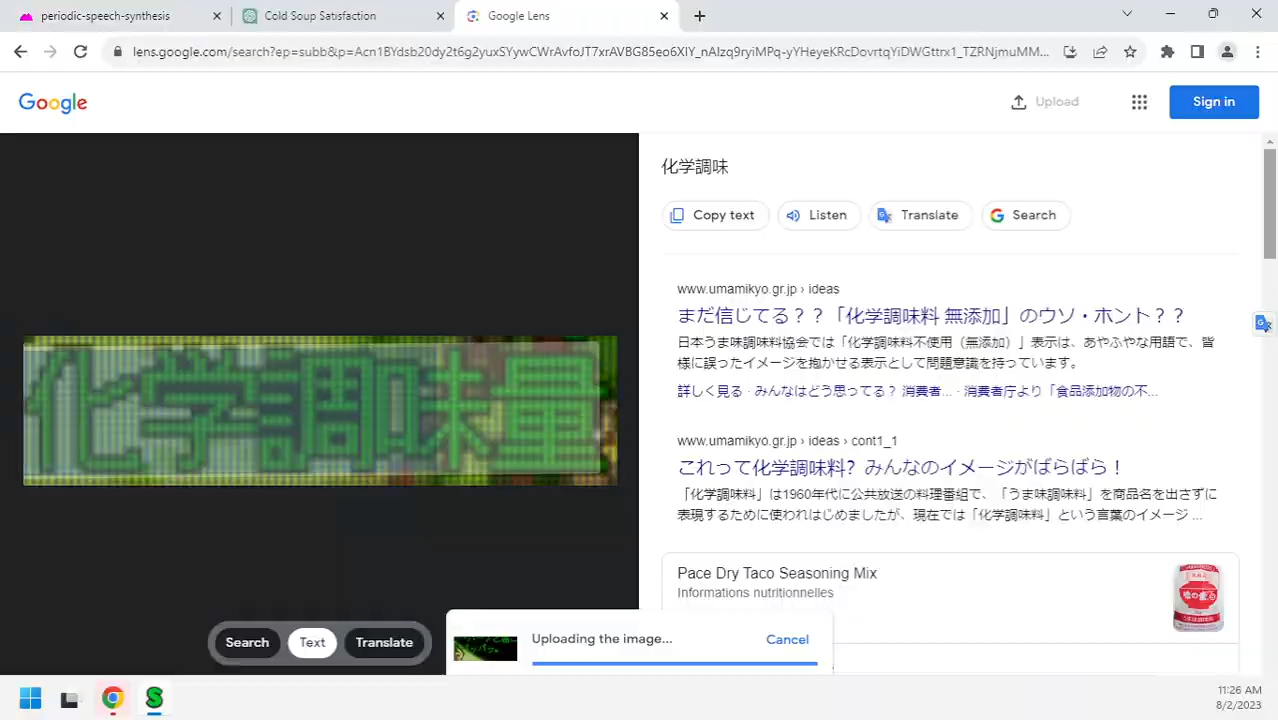 periodic-speech-synthesis
Cold Soup Satisfaction
Google Lens
lens.google.com/search?ep=subb&p=Acn1BYdsb20dy2t6g2yuxSYywCWrAvfoJT7xrAVBG85eo6XIY_nAIzq9ryiMPq-yYHeyeKRcDovrtqYiDWGttrx1_TZRNjmuMM...
Google
Upload
Sign in
化学調味
Copy text
Listen
Translate
Search
www.umamikyo.gr.jp › ideas
まだ信じてる？？「化学調味料 無添加」のウソ・ホント？？
日本うま味調味料協会では「化学調味料不使用（無添加）」表示は、あやふやな用語で、皆
様に誤ったイメージを抱かせる表示として問題意識を持っています。
詳しく見る · みんなはどう思ってる？ 消費者... · 消費者庁より「食品添加物の不...
www.umamikyo.gr.jp › ideas › cont1_1
これって化学調味料? みんなのイメージがばらばら！
「化学調味料」は1960年代に公共放送の料理番組で、「うま味調味料」を商品名を出さずに
表現するために使われはじめましたが、現在では「化学調味料」という言葉のイメージ ...
Pace Dry Taco Seasoning Mix
Informations nutritionnelles
化学調味量
Search
Text
Translate
Uploading the image...
Cancel
11:26 AM
8/2/2023